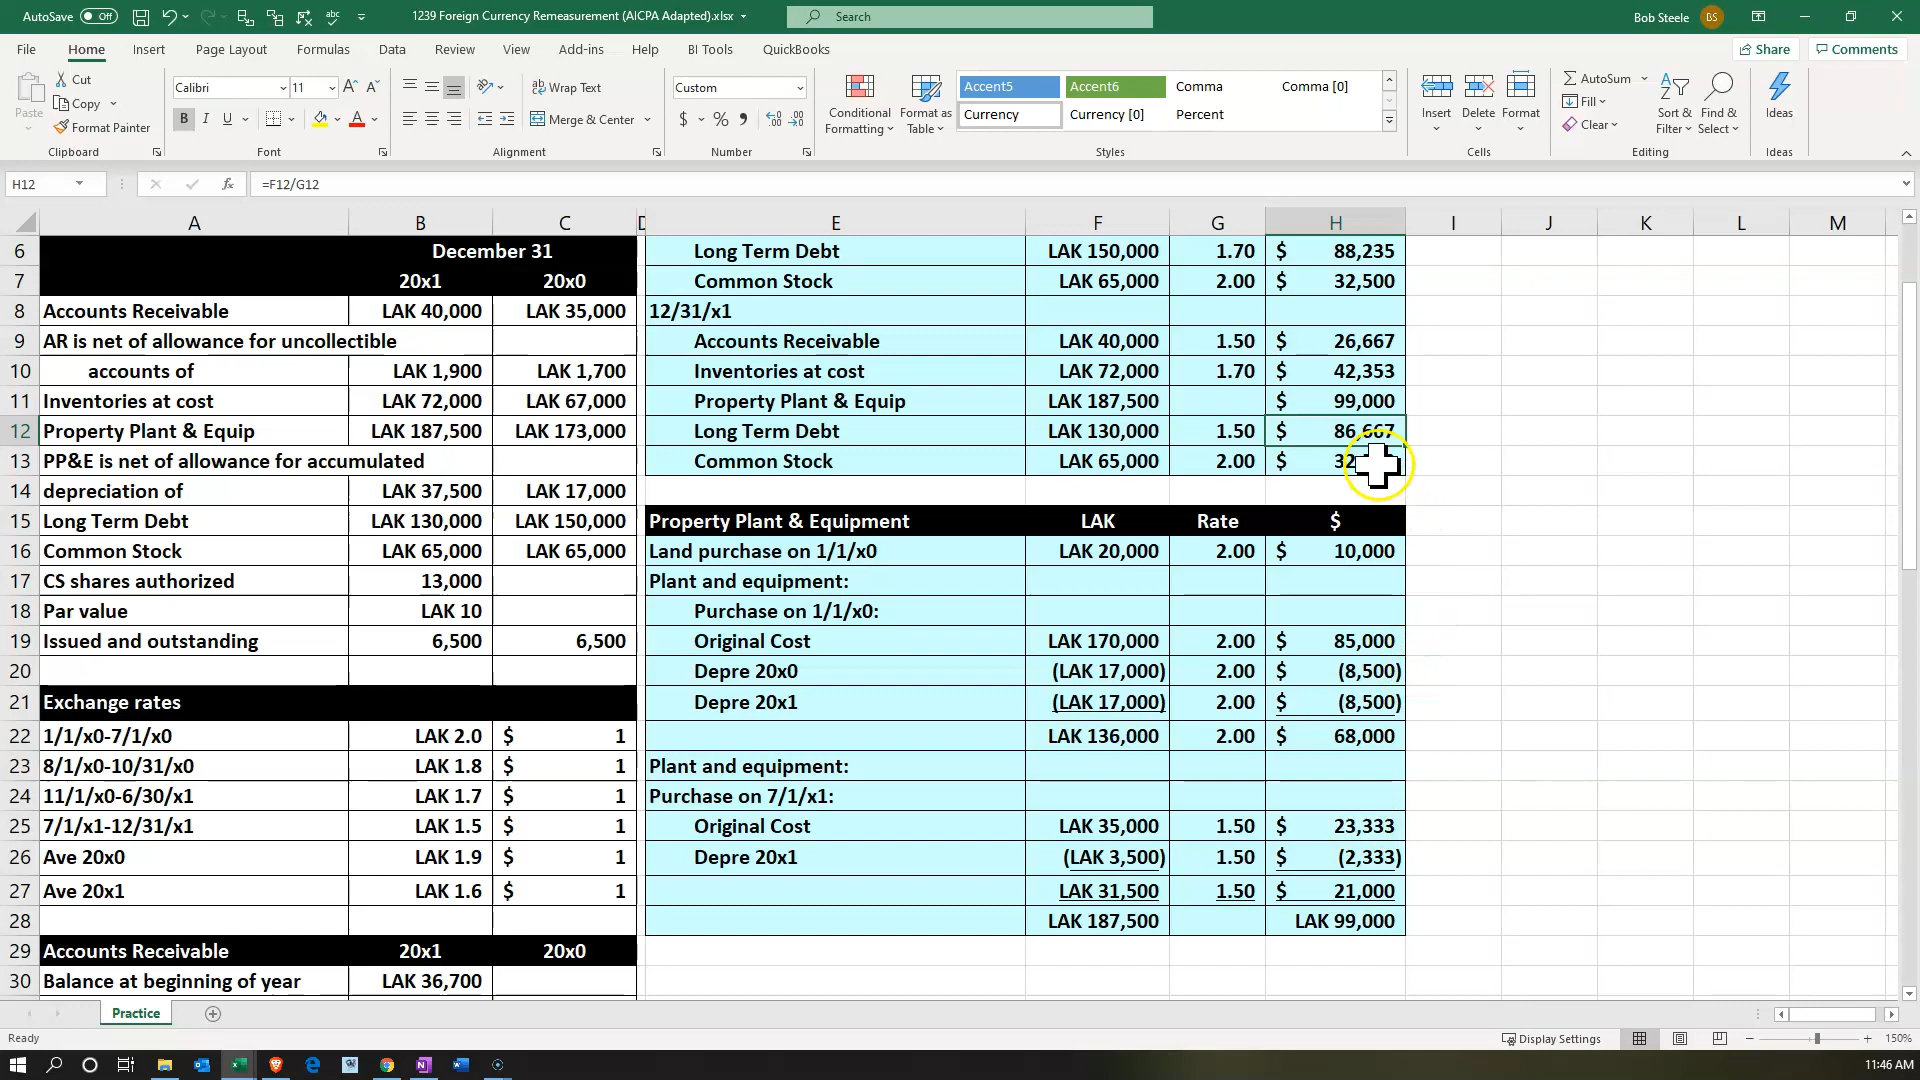 AutoSave Off 1239 Foreign Currency Remeasurement (AICPA Adapted).xlsx Search Bob Steele BS
File Home Insert Page Layout Formulas Data Review View Add-ins Help BI Tools QuickBooks Share Comments
Paste Cut Copy Format Painter Clipboard
Calibri 11 B I U A Font
Wrap Text Merge & Center Alignment
Custom $ % Number
Conditional Formatting Format as Table
Accent5 Accent6 Comma Comma [0]
Currency Currency [0] Percent
Styles
Insert Delete Format Cells
AutoSum Fill Clear Sort & Filter Find & Select Editing
Ideas Ideas
H12 fx =F12/G12
A B C D E F G H I J K L M
6 December 31 Long Term Debt LAK 150,000 1.70 $ 88,235
7 20x1 20x0 Common Stock LAK 65,000 2.00 $ 32,500
8 Accounts Receivable LAK 40,000 LAK 35,000 12/31/x1
9 AR is net of allowance for uncollectible Accounts Receivable LAK 40,000 1.50 $ 26,667
10 accounts of LAK 1,900 LAK 1,700 Inventories at cost LAK 72,000 1.70 $ 42,353
11 Inventories at cost LAK 72,000 LAK 67,000 Property Plant & Equip LAK 187,500 $ 99,000
12 Property Plant & Equip LAK 187,500 LAK 173,000 Long Term Debt LAK 130,000 1.50 $ 86,667
13 PP&E is net of allowance for accumulated Common Stock LAK 65,000 2.00 $
14 depreciation of LAK 37,500 LAK 17,000
15 Long Term Debt LAK 130,000 LAK 150,000 Property Plant & Equipment LAK Rate $
16 Common Stock LAK 65,000 LAK 65,000 Land purchase on 1/1/x0 LAK 20,000 2.00 $ 10,000
17 CS shares authorized 13,000 Plant and equipment:
18 Par value LAK 10 Purchase on 1/1/x0:
19 Issued and outstanding 6,500 6,500 Original Cost LAK 170,000 2.00 $ 85,000
20 Depre 20x0 (LAK 17,000) 2.00 $ (8,500)
21 Exchange rates Depre 20x1 (LAK 17,000) 2.00 $ (8,500)
22 1/1/x0-7/1/x0 LAK 2.0 $ 1 LAK 136,000 2.00 $ 68,000
23 8/1/x0-10/31/x0 LAK 1.8 $ 1 Plant and equipment:
24 11/1/x0-6/30/x1 LAK 1.7 $ 1 Purchase on 7/1/x1:
25 7/1/x1-12/31/x1 LAK 1.5 $ 1 Original Cost LAK 35,000 1.50 $ 23,333
26 Ave 20x0 LAK 1.9 $ 1 Depre 20x1 (LAK 3,500) 1.50 $ (2,333)
27 Ave 20x1 LAK 1.6 $ 1 LAK 31,500 1.50 $ 21,000
28 LAK 187,500 LAK 99,000
29 Accounts Receivable 20x1 20x0
30 Balance at beginning of year LAK 36,700
Practice
Ready Display Settings 150%
11:46 AM